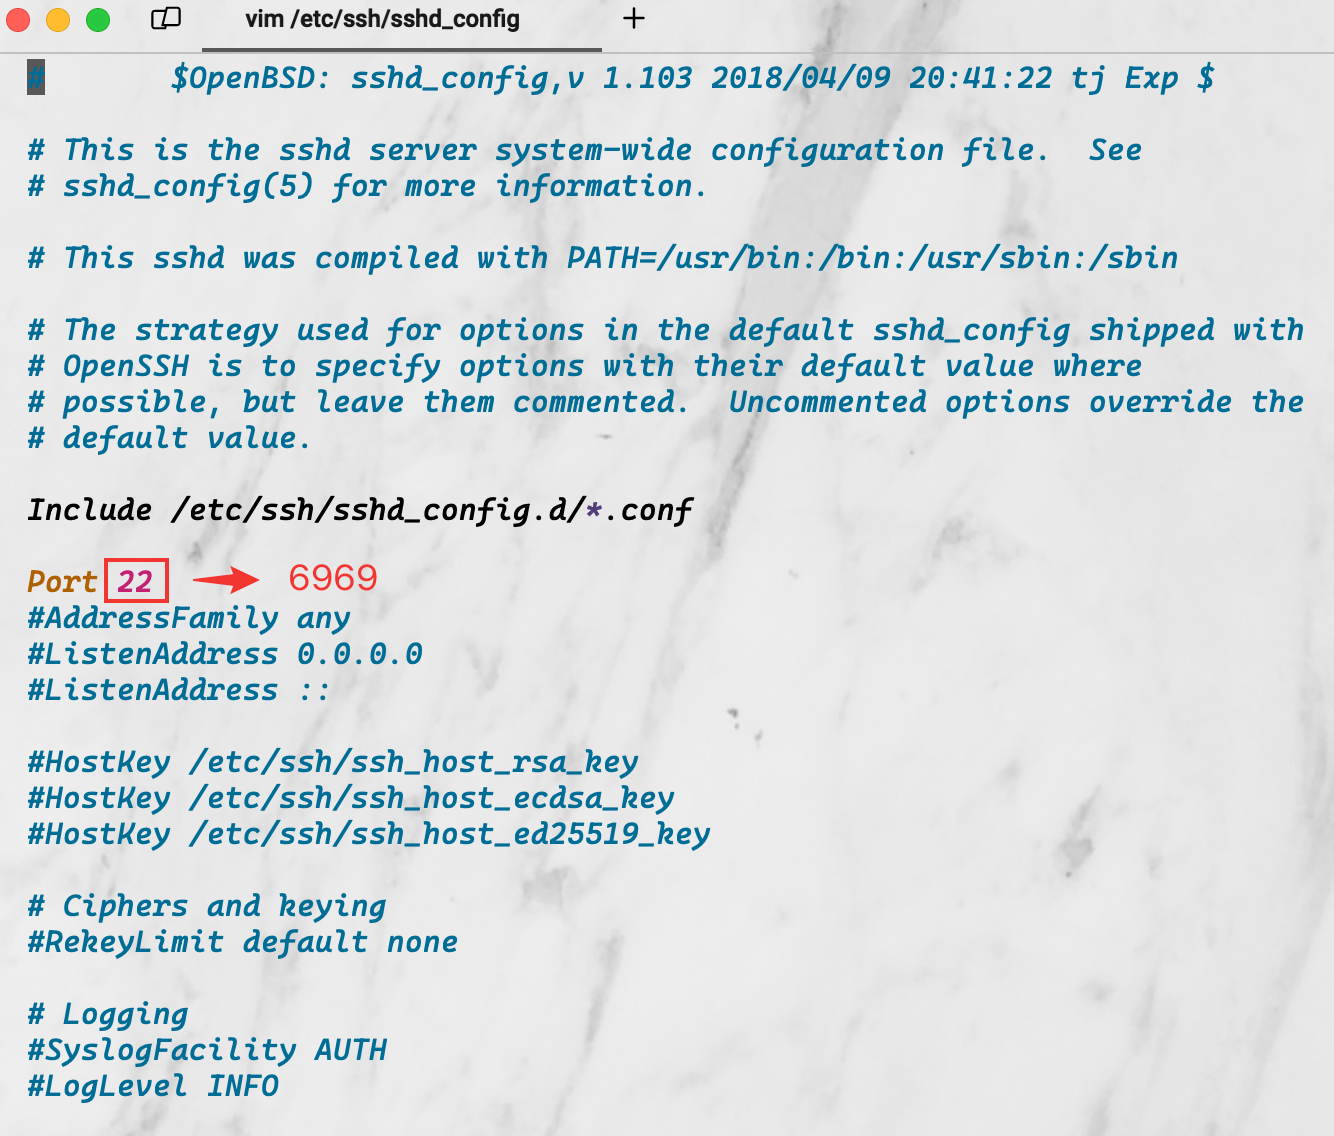 vim /etc/ssh/sshd_config
#       $OpenBSD: sshd_config,v 1.103 2018/04/09 20:41:22 tj Exp $
# This is the sshd server system-wide configuration file.  See
# sshd_config(5) for more information.
# This sshd was compiled with PATH=/usr/bin:/bin:/usr/sbin:/sbin
# The strategy used for options in the default sshd_config shipped with
# OpenSSH is to specify options with their default value where
# possible, but leave them commented.  Uncommented options override the
# default value.
Include /etc/ssh/sshd_config.d/*.conf
Port 22 6969
#AddressFamily any
#ListenAddress 0.0.0.0
#ListenAddress ::
#HostKey /etc/ssh/ssh_host_rsa_key
#HostKey /etc/ssh/ssh_host_ecdsa_key
#HostKey /etc/ssh/ssh_host_ed25519_key
# Ciphers and keying
#RekeyLimit default none
# Logging
#SyslogFacility AUTH
#LogLevel INFO